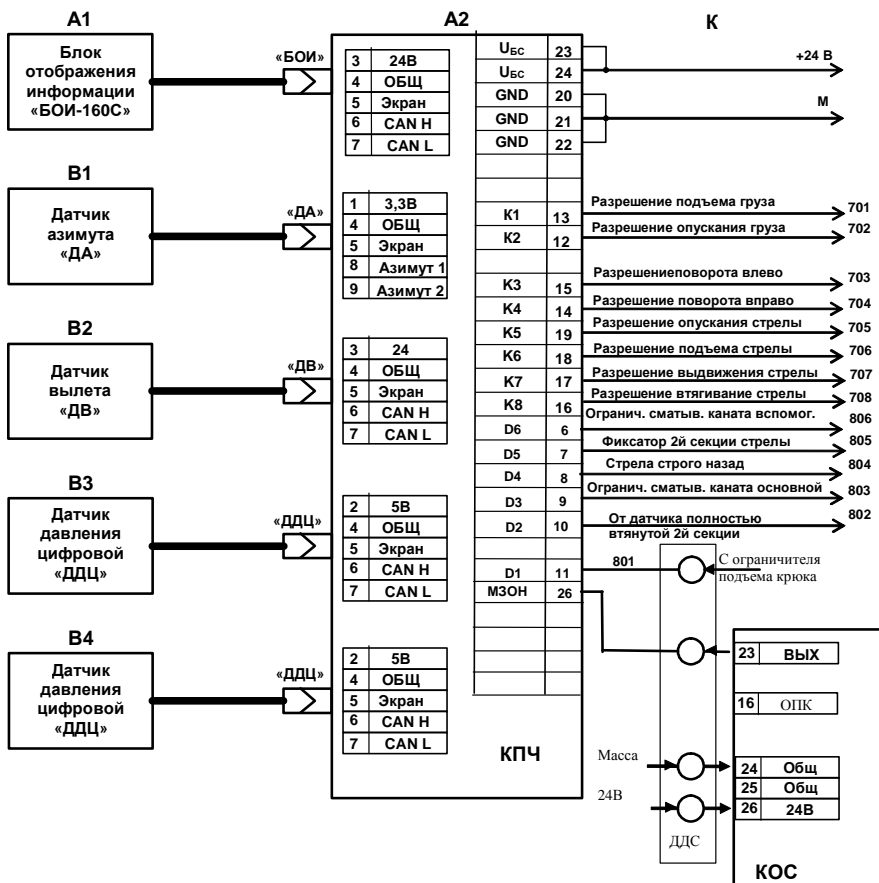 А1
Блок
отображения
информации
«БОИ-160С»
«БОИ»
А2
3 24В
4 ОБЩ
5 Экран
6 CAN H
7 CAN L
К
UБС 23
UБС 24
+24 В
GND 20
GND 21
GND 22
М
В1
Датчик
азимута
«ДА»
«ДА»
1 3,3В
4 ОБЩ
5 Экран
8 Азимут 1
9 Азимут 2
К1 13 Разрешение подъема груза 701
К2 12 Разрешение опускания груза 702
К3 15 Разрешениеповорота влево 703
К4 14 Разрешение поворота вправо 704
К5 19 Разрешение опускания стрелы 705
К6 18 Разрешение подъема стрелы 706
К7 17 Разрешение выдвижения стрелы 707
К8 16 Разрешение втягивание стрелы 708
D6 6 Огранич. сматыв. каната вспомог. 806
D5 7 Фиксатор 2й секции стрелы 805
D4 8 Стрела строго назад 804
D3 9 Огранич. сматыв. каната основной 803
D2 10 От датчика полностью 802
втянутой 2й секции
D1 11 801 С ограничителя
подъема крюка
МЗОН 26
В2
Датчик
вылета
«ДВ»
«ДВ»
3 24
4 ОБЩ
5 Экран
6 CAN H
7 CAN L
В3
Датчик
давления
цифровой
«ДДЦ»
«ДДЦ»
2 5В
4 ОБЩ
5 Экран
6 CAN H
7 CAN L
В4
Датчик
давления
цифровой
«ДДЦ»
«ДДЦ»
2 5В
4 ОБЩ
5 Экран
6 CAN H
7 CAN L
КПЧ
23 ВЫХ
16 ОПК
Масса
24 Общ
25 Общ
24В
26 24В
ДДС
КОС